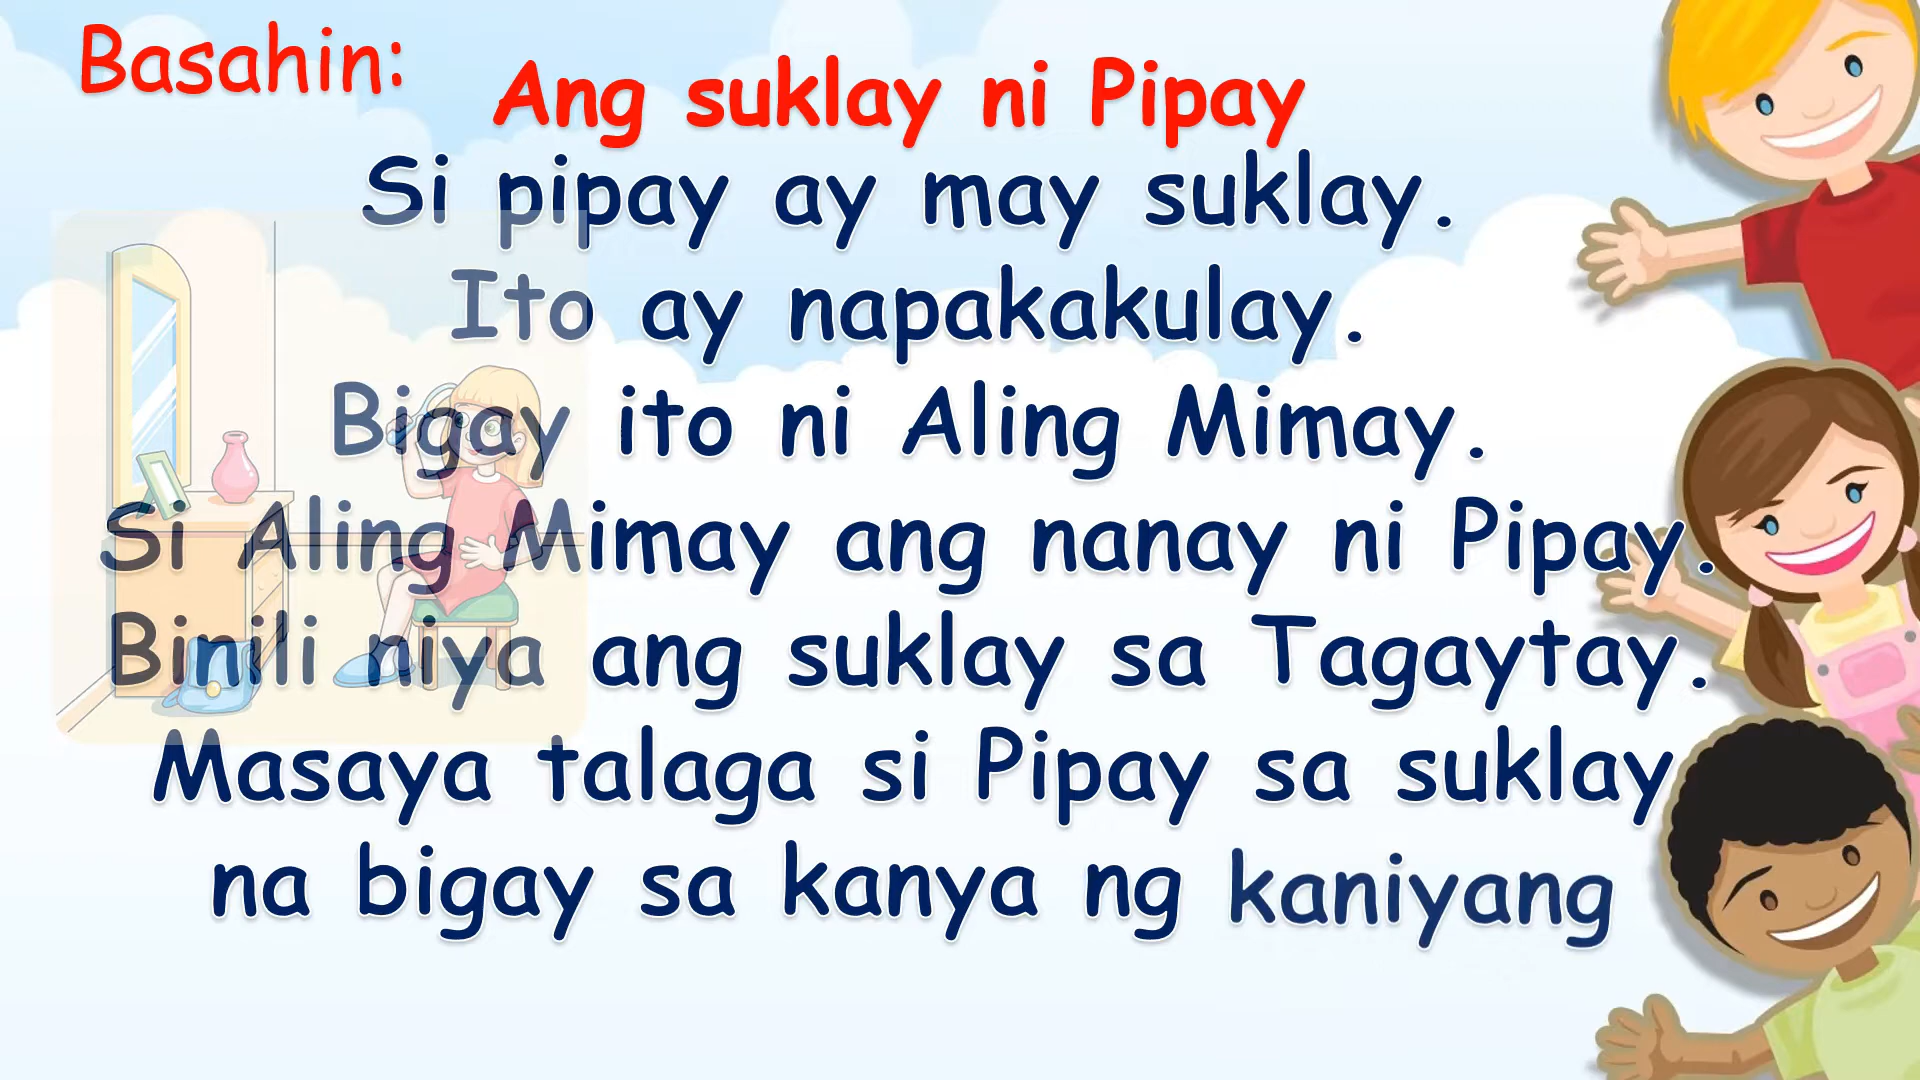 Basahin:
Ang suklay ni Pipay
Si pipay ay may suklay.
Ito ay napakakulay.
Bigay ito ni Aling Mimay.
Si Aling Mimay ang nanay ni Pipay.
Binili niya ang suklay sa Tagaytay.
Masaya talaga si Pipay sa suklay
na bigay sa kanya ng kaniyang